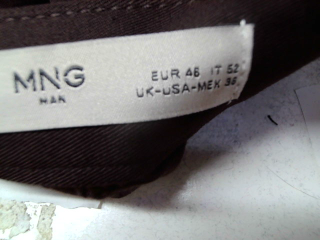 MNG
MAN
EUR 46 IT 52
UK-USA-MEX 36